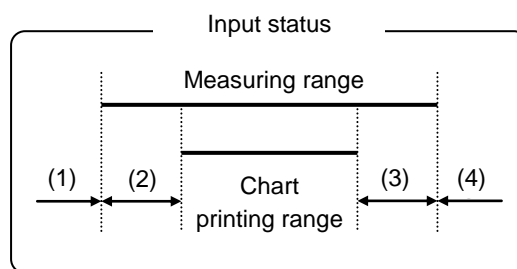 Input status
Measuring range
(1)
(2)
(3)
(4)
Chart
printing range